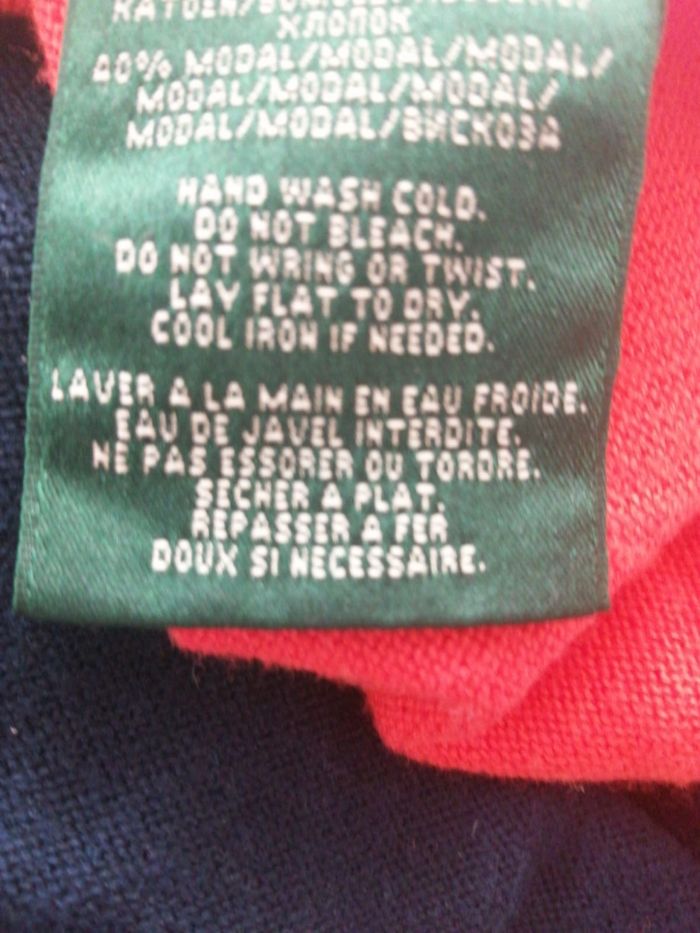 ХЛОПОК
40% MODAL/MODAL/MODAL/
MODAL/MODAL/MODAL/
MODAL/MODAL/ВИСКОЗА
HAND WASH COLD.
DO NOT BLEACH.
DO NOT WRING OR TWIST.
LAY FLAT TO DRY.
COOL IRON IF NEEDED.
LAVER A LA MAIN EN EAU FROIDE.
EAU DE JAVEL INTERDITE.
NE PAS ESSORER OU TORDRE.
SECHER A PLAT.
REPASSER A FER
DOUX SI NECESSAIRE.